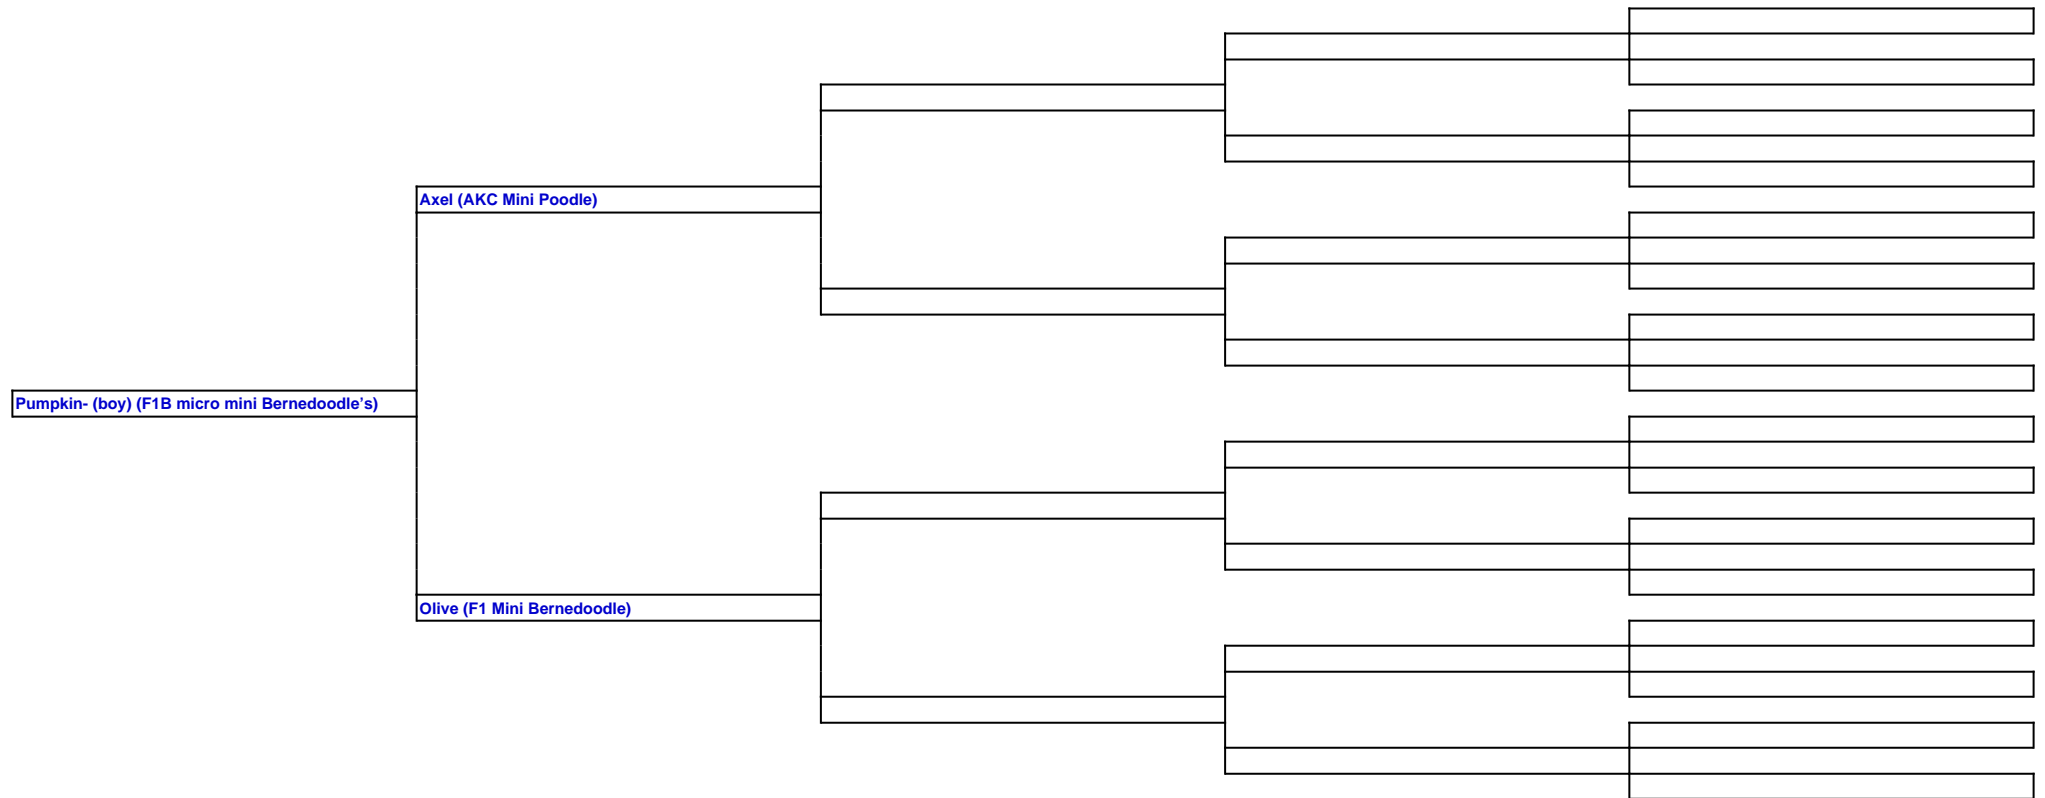 Axel (AKC Mini Poodle)
Pumpkin- (boy) (F1B micro mini Bernedoodle’s)
Olive (F1 Mini Bernedoodle)